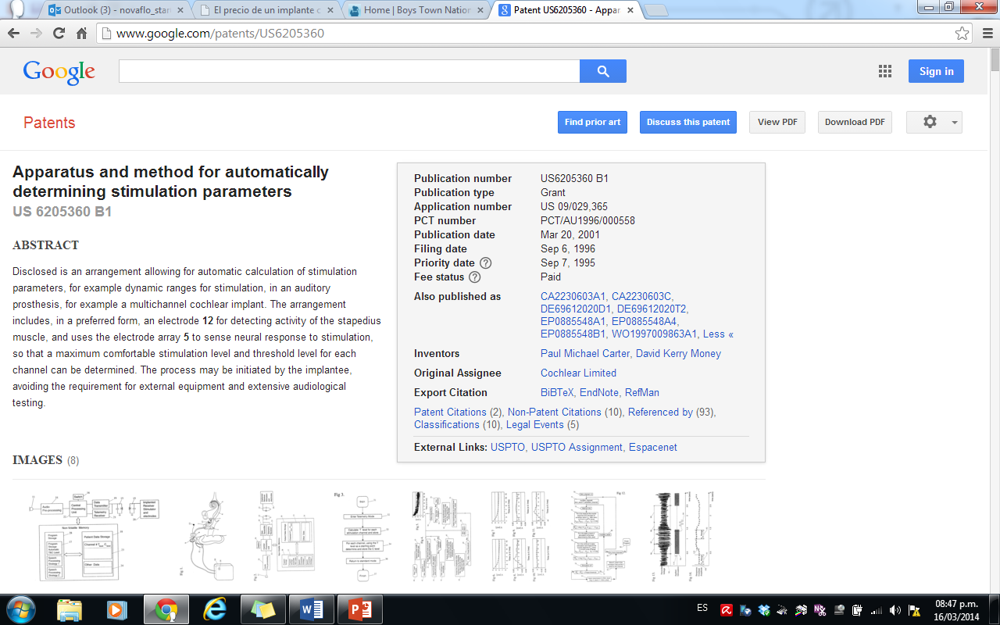 Outlook (3) - novaflo_star
El precio de un implante c
Home | Boys Town Nation
Patent US6205360 - Appar
www.google.com/patents/US6205360
Google
Sign in
Patents
Find prior art
Discuss this patent
View PDF
Download PDF
Apparatus and method for automatically
determining stimulation parameters
US 6205360 B1
ABSTRACT
Disclosed is an arrangement allowing for automatic calculation of stimulation
parameters, for example dynamic ranges for stimulation, in an auditory
prosthesis, for example a multichannel cochlear implant. The arrangement
includes, in a preferred form, an electrode 12 for detecting activity of the stapedius
muscle, and uses the electrode array 5 to sense neural response to stimulation,
so that a maximum comfortable stimulation level and threshold level for each
channel can be determined. The process may be initiated by the implantee,
avoiding the requirement for external equipment and extensive audiological
testing.
Publication number US6205360 B1
Publication type Grant
Application number US 09/029,365
PCT number PCT/AU1996/000558
Publication date Mar 20, 2001
Filing date Sep 6, 1996
Priority date ? Sep 7, 1995
Fee status ? Paid
Also published as CA2230603A1, CA2230603C,
DE69612020D1, DE69612020T2,
EP0885548A1, EP0885548A4,
EP0885548B1, WO1997009863A1, Less «
Inventors Paul Michael Carter, David Kerry Money
Original Assignee Cochlear Limited
Export Citation BiBTeX, EndNote, RefMan
Patent Citations (2), Non-Patent Citations (10), Referenced by (93),
Classifications (10), Legal Events (5)
External Links: USPTO, USPTO Assignment, Espacenet
IMAGES (8)
Fig 3.
ES
08:47 p.m.
16/03/2014